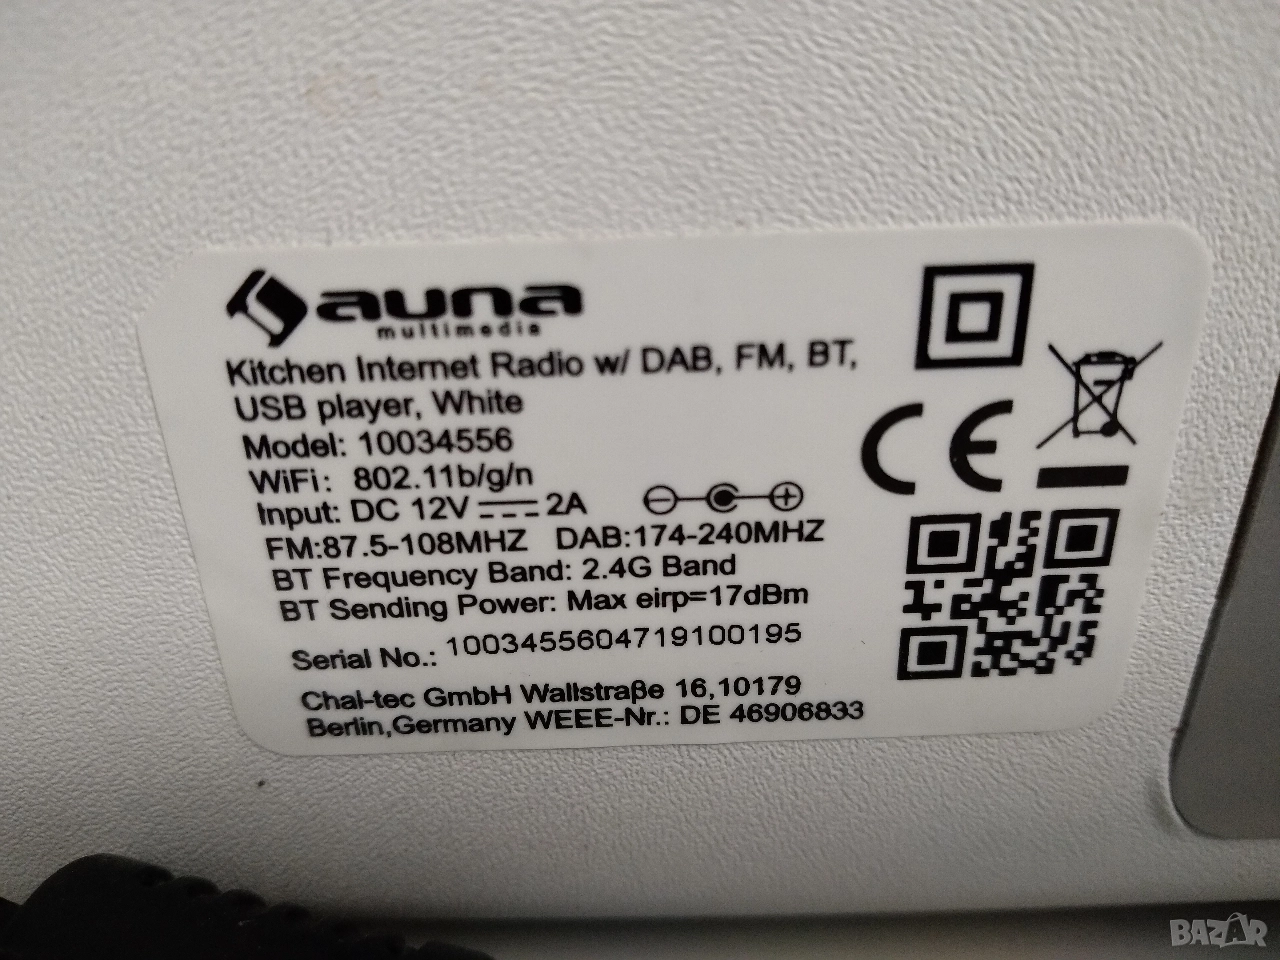 auna
multimedia
Kitchen Internet Radio w/ DAB, FM, BT,
USB player, White
Model: 10034556
WiFi: 802.11b/g/n
Input: DC 12V 2A
FM:87.5-108MHZ DAB:174-240MHZ
BT Frequency Band: 2.4G Band
BT Sending Power: Max eirp=17dBm
Serial No.: 1003455604719100195
Chal-tec GmbH Wallstraße 16,10179
Berlin,Germany WEEE-Nr.: DE 46906833
CE
BAZAR